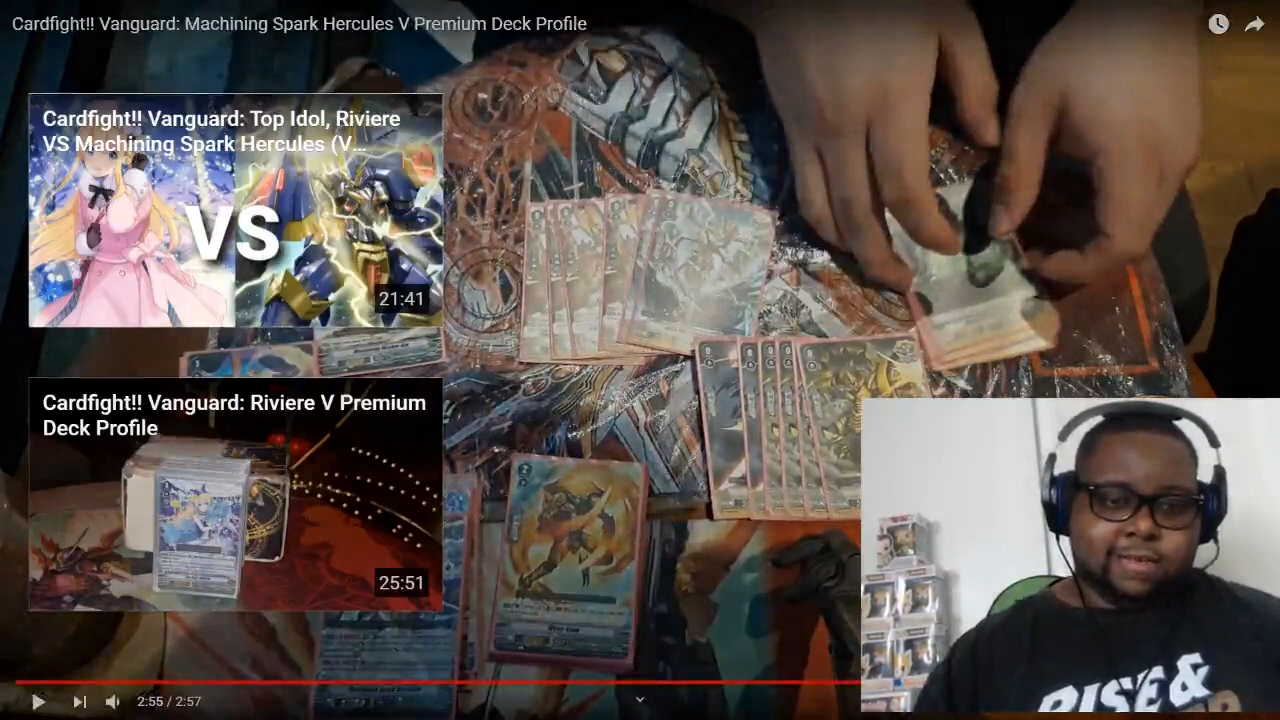 Cardfight!! Vanguard: Machining Spark Hercules V Premium Deck Profile
Cardfight!! Vanguard: Top Idol, Riviere
VS Machining Spark Hercules (V...
VS
21:41
Cardfight!! Vanguard: Riviere V Premium
Deck Profile
25:51
RISE &
2:55 / 2:57